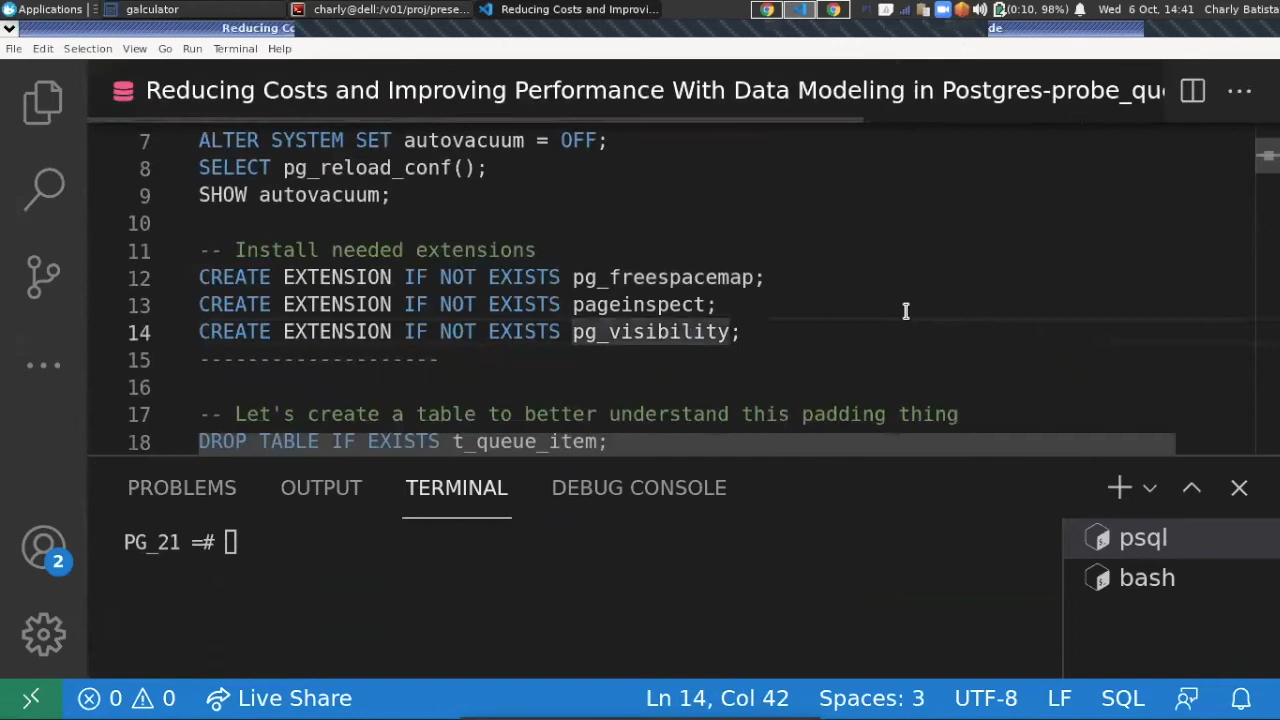 Applications
galculator
charly@dell:/v01/proj/prese...
Reducing Costs and Improvi...
(0:10, 98%)
Wed 6 Oct, 14:41
Charly Batista
Reducing Co
de
File Edit Selection View Go Run Terminal Help
Reducing Costs and Improving Performance With Data Modeling in Postgres-probe_que
7 ALTER SYSTEM SET autovacuum = OFF;
8 SELECT pg_reload_conf();
9 SHOW autovacuum;
10
11 -- Install needed extensions
12 CREATE EXTENSION IF NOT EXISTS pg_freespacemap;
13 CREATE EXTENSION IF NOT EXISTS pageinspect;
14 CREATE EXTENSION IF NOT EXISTS pg_visibility;
15 --------------------
16
17 -- Let's create a table to better understand this padding thing
18 DROP TABLE IF EXISTS t_queue_item;
PROBLEMS OUTPUT TERMINAL DEBUG CONSOLE
PG_21 =#
psql
bash
2
0 0 Live Share Ln 14, Col 42 Spaces: 3 UTF-8 LF SQL